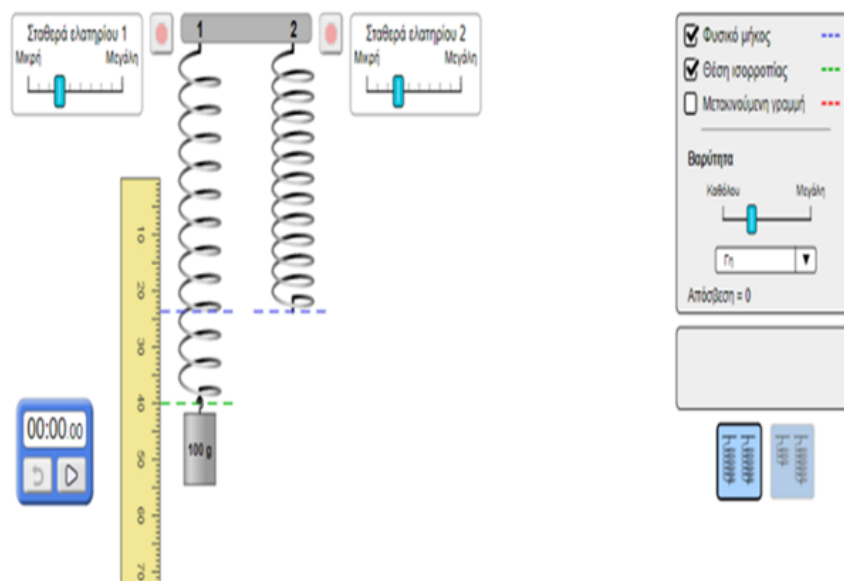 Σταθερά ελατηρίου 1
Μικρή Μεγάλη
1 2
Σταθερά ελατηρίου 2
Μικρή Μεγάλη
Φυσικό μήκος
Θέση ισορροπίας
Μετακινούμενη γραμμή
Βαρύτητα
Καθόλου Μεγάλη
Γη
Απόσβεση = 0
10
20
30
40
50
60
70
100 g
00:00.00